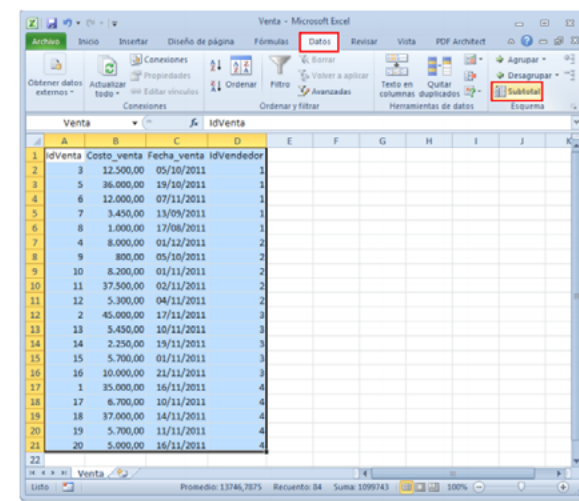 Venta - Microsoft Excel
Archivo Inicio Insertar Diseño de página Fórmulas Datos Revisar Vista PDF Architect
Obtener datos externos
Actualizar todo
Conexiones
Propiedades
Editar vínculos
Ordenar
Filtro
Borrar
Volver a aplicar
Avanzadas
Texto en columnas
Quitar duplicados
Agrupar
Desagrupar
Subtotal
Conexiones Ordenar y filtrar Herramientas de datos Esquema
Venta fx IdVenta
A B C D E F G H I J K
1 IdVenta Costo_venta Fecha_venta IdVendedor
2 3 12.500,00 05/10/2011 1
3 5 36.000,00 19/10/2011 1
4 6 12.000,00 07/11/2011 1
5 7 3.450,00 13/09/2011 1
6 8 1.000,00 17/08/2011 1
7 4 8.000,00 01/12/2011 2
8 9 800,00 05/10/2011 2
9 10 8.200,00 01/11/2011 2
10 11 37.500,00 02/11/2011 2
11 12 5.300,00 04/11/2011 2
12 2 45.000,00 17/11/2011 3
13 13 5.450,00 10/11/2011 3
14 14 2.250,00 19/11/2011 3
15 15 5.700,00 01/11/2011 3
16 16 10.000,00 21/11/2011 3
17 1 35.000,00 16/11/2011 4
18 17 6.700,00 10/11/2011 4
19 18 37.000,00 14/11/2011 4
20 19 5.700,00 11/11/2011 4
21 20 5.000,00 16/11/2011 4
22
Venta
Listo Promedio: 13746,7875 Recuento: 84 Suma: 1099743 100%